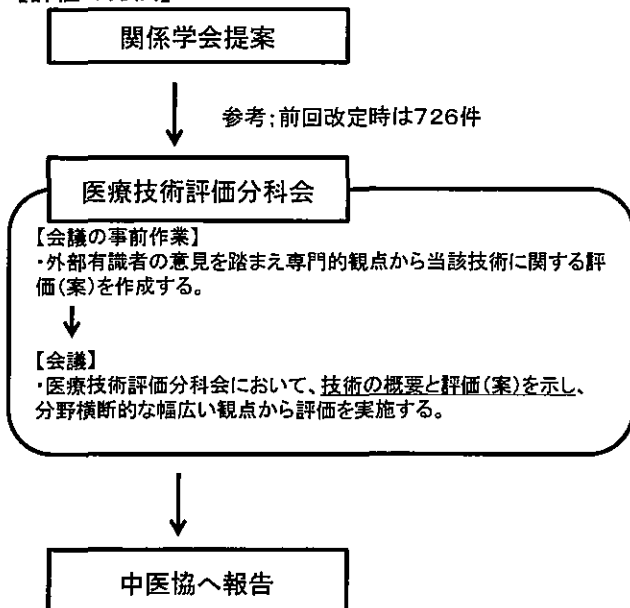 関係学会提案
参考;前回改定時は726件
医療技術評価分科会
【会議の事前作業】
・外部有識者の意見を踏まえ専門的観点から当該技術に関する評
価(案)を作成する。
【会議】
・医療技術評価分科会において、技術の概要と評価(案)を示し、
分野横断的な幅広い観点から評価を実施する。
中医協へ報告